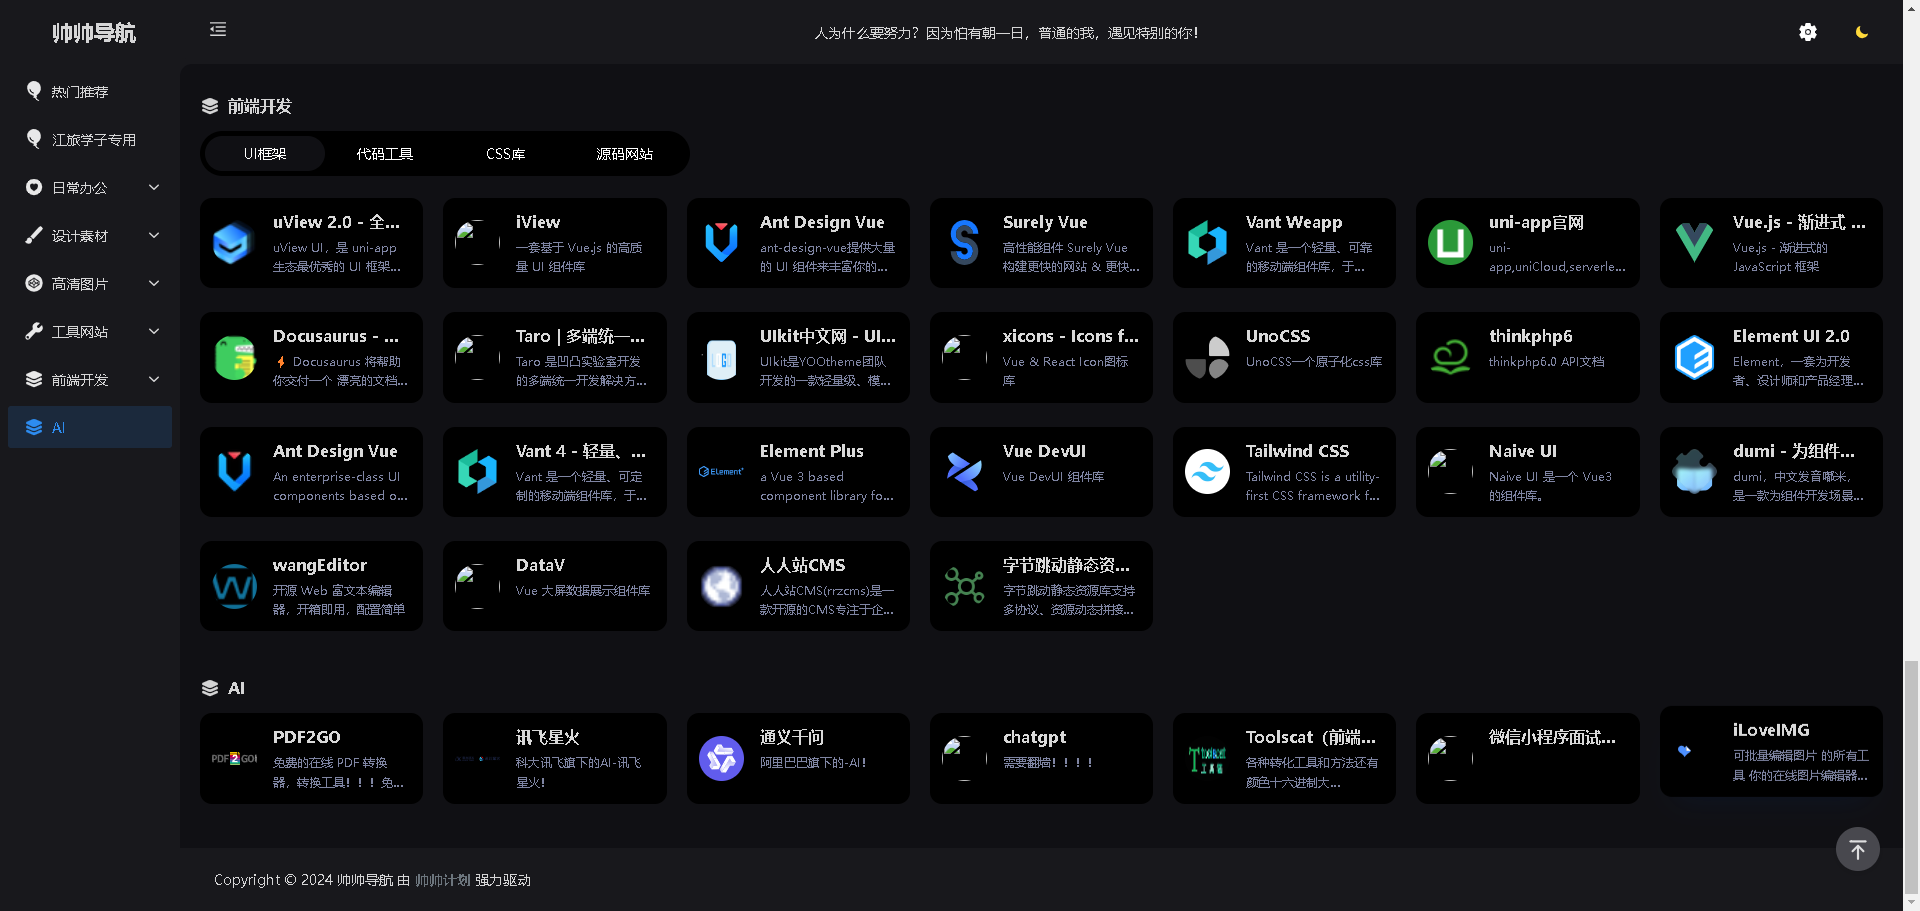 帅帅导航
人为什么要努力？因为怕有朝一日，普通的我，遇见特别的你！
热门推荐
江旅学子专用
日常办公
设计素材
高清图片
工具网站
前端开发
AI
前端开发
UI框架 代码工具 CSS库 源码网站
uView 2.0 - 全...
uView UI，是 uni-app
生态最优秀的 UI 框架...
iView
一套基于 Vue.js 的高质
量 UI 组件库
Ant Design Vue
ant-design-vue提供大量
的 UI 组件来丰富你的...
Surely Vue
高性能组件 Surely Vue
构建更快的网站 & 更快...
Vant Weapp
Vant 是一个轻量、可靠
的移动端组件库，于...
uni-app官网
uni-
app,uniCloud,serverle...
Vue.js - 渐进式 ...
Vue.js - 渐进式的
JavaScript 框架
Docusaurus - ...
Docusaurus 将帮助
你交付一个 漂亮的文档...
Taro | 多端统一...
Taro 是凹凸实验室开发
的多端统一开发解决方...
UIkit中文网 - UI...
UIkit是YOOtheme团队
开发的一款轻量级、模...
xicons - Icons f...
Vue & React Icon图标
库
UnoCSS
UnoCSS一个原子化css库
thinkphp6
thinkphp6.0 API文档
Element UI 2.0
Element，一套为开发
者、设计师和产品经理...
Ant Design Vue
An enterprise-class UI
components based o...
Vant 4 - 轻量、...
Vant 是一个轻量、可定
制的移动端组件库，于...
Element
Element Plus
a Vue 3 based
component library fo...
Vue DevUI
Vue DevUI 组件库
Tailwind CSS
Tailwind CSS is a utility-
first CSS framework f...
Naive UI
Naive UI 是一个 Vue3
的组件库。
dumi - 为组件...
dumi，中文发音嘟米，
是一款为组件开发场景...
wangEditor
开源 Web 富文本编辑
器，开箱即用，配置简单
DataV
Vue 大屏数据展示组件库
人人站CMS
人人站CMS(rrzcms)是一
款开源的CMS专注于企...
字节跳动静态资...
字节跳动静态资源库支持
多协议、资源动态拼接...
AI
PDF2GO
PDF2GO
免费的在线 PDF 转换
器，转换工具！！！免...
讯飞星火
科大讯飞旗下的AI-讯飞
星火！
通义千问
阿里巴巴旗下的-AI！
chatgpt
需要翻墙！！！！
Toolscat
工具猫
Toolscat（前端...
各种转化工具和方法还有
颜色十六进制大...
微信小程序面试...
iLoveIMG
可批量编辑图片 的所有工
具 你的在线图片编辑器...
Copyright © 2024 帅帅导航 由 帅帅计划 强力驱动